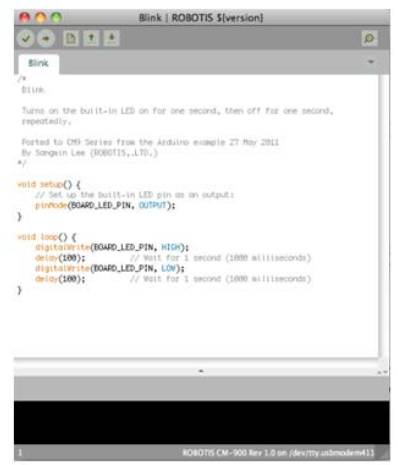 Blink | ROBOTIS ${version}
Blink
/*
Blink
Turns on the built-in LED on for one second, then off for one second,
repeatedly.
Ported to CM9 Series from the Arduino example 27 May 2011
By Sangmin Lee (ROBOTIS,.LTD.)
*/
void setup() {
// Set up the built-in LED pin as an output:
pinMode(BOARD_LED_PIN, OUTPUT);
}
void loop() {
digitalWrite(BOARD_LED_PIN, HIGH);
delay(100); // Wait for 1 second (1000 milliseconds)
digitalWrite(BOARD_LED_PIN, LOW);
delay(100); // Wait for 1 second (1000 milliseconds)
}
1 ROBOTIS CM-900 Rev 1.0 on /dev/tty.usbmodem411